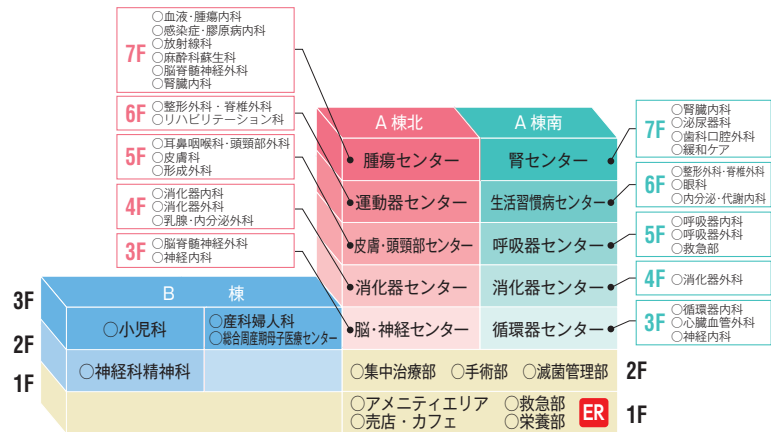 7F
○血液・腫瘍内科
○感染症・膠原病内科
○放射線科
○麻酔科蘇生科
○脳脊髄神経外科
○腎臓内科
6F
○整形外科・脊椎外科
○リハビリテーション科
5F
○耳鼻咽喉科・頭頸部外科
○皮膚科
○形成外科
4F
○消化器内科
○消化器外科
○乳腺・内分泌外科
3F
○脳脊髄神経外科
○神経内科
A棟北
A棟南
腫瘍センター
腎センター
運動器センター
生活習慣病センター
皮膚・頭頸部センター
呼吸器センター
消化器センター
消化器センター
脳・神経センター
循環器センター
7F
○腎臓内科
○泌尿器科
○歯科口腔外科
○緩和ケア
6F
○整形外科・脊椎外科
○眼科
○内分泌・代謝内科
5F
○呼吸器内科
○呼吸器外科
○救急部
4F
○消化器外科
3F
○循環器内科
○心臓血管外科
○神経内科
3F
B 棟
○小児科
○産科婦人科
○総合周産期母子医療センター
2F
○神経科精神科
○集中治療部 ○手術部 ○滅菌管理部
2F
1F
○アメニティエリア ○救急部
○売店・カフェ ○栄養部
ER
1F